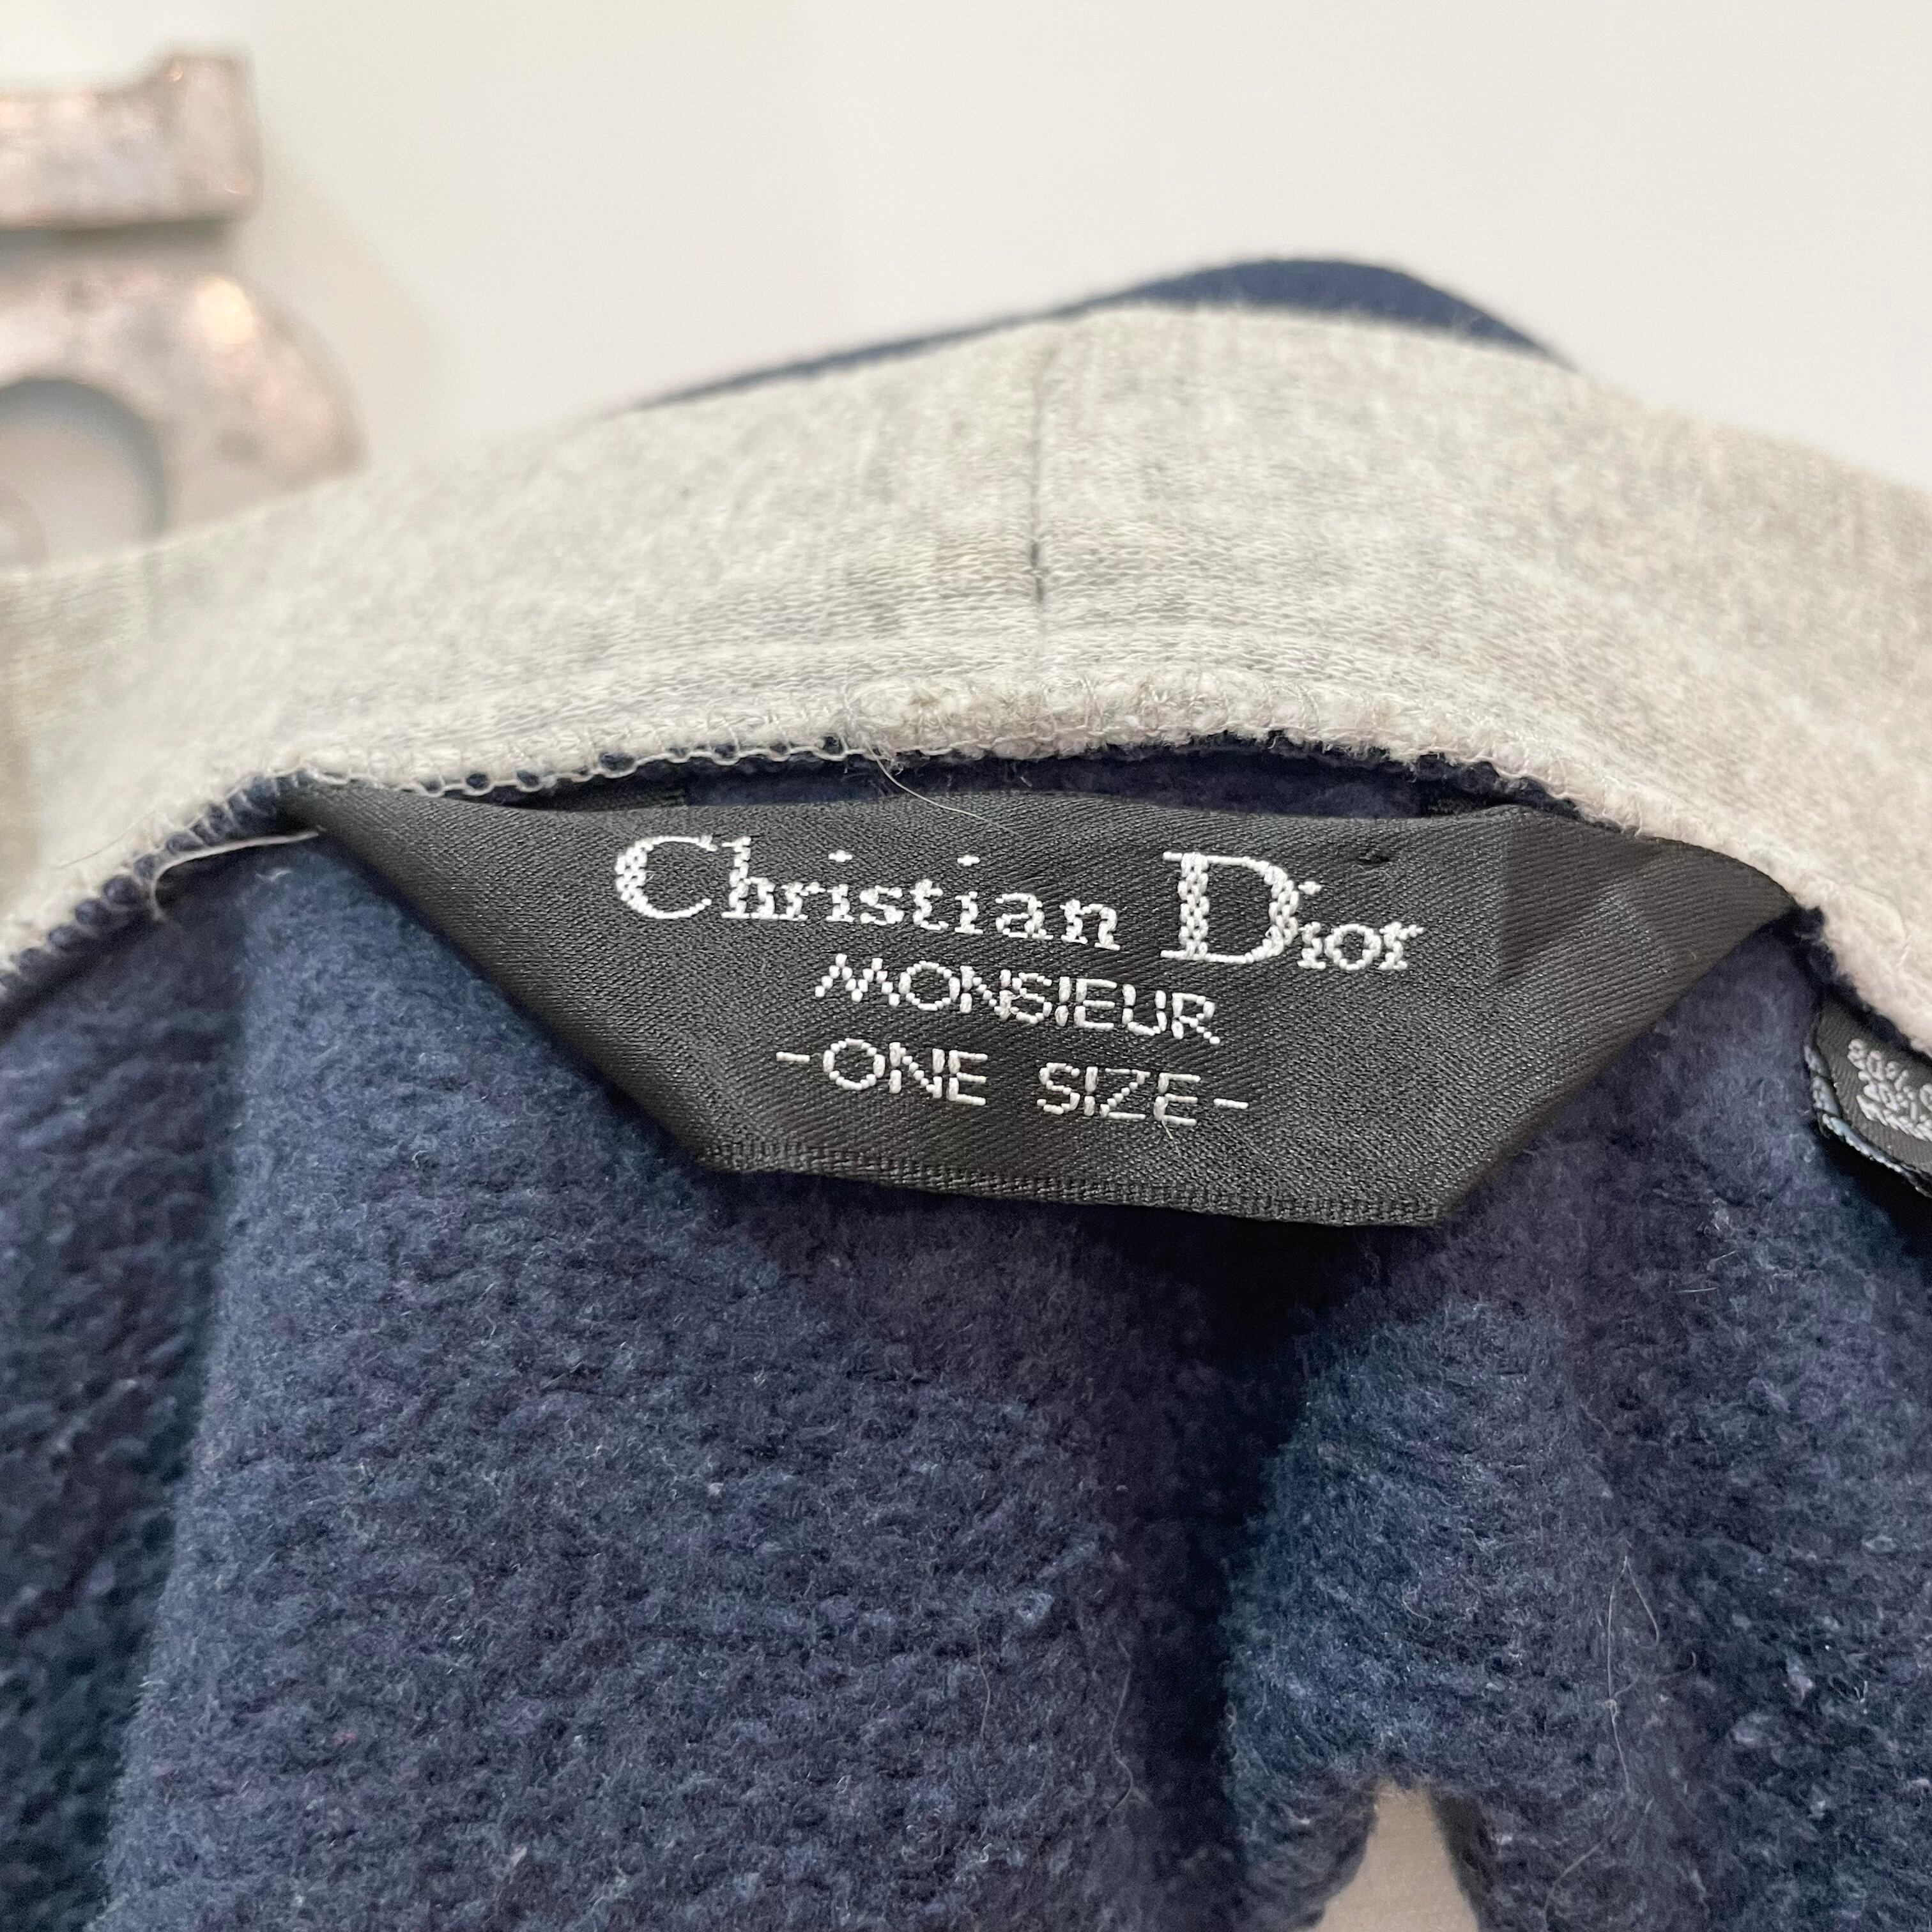 Christian Dior
MONSIEUR
-ONE SIZE-